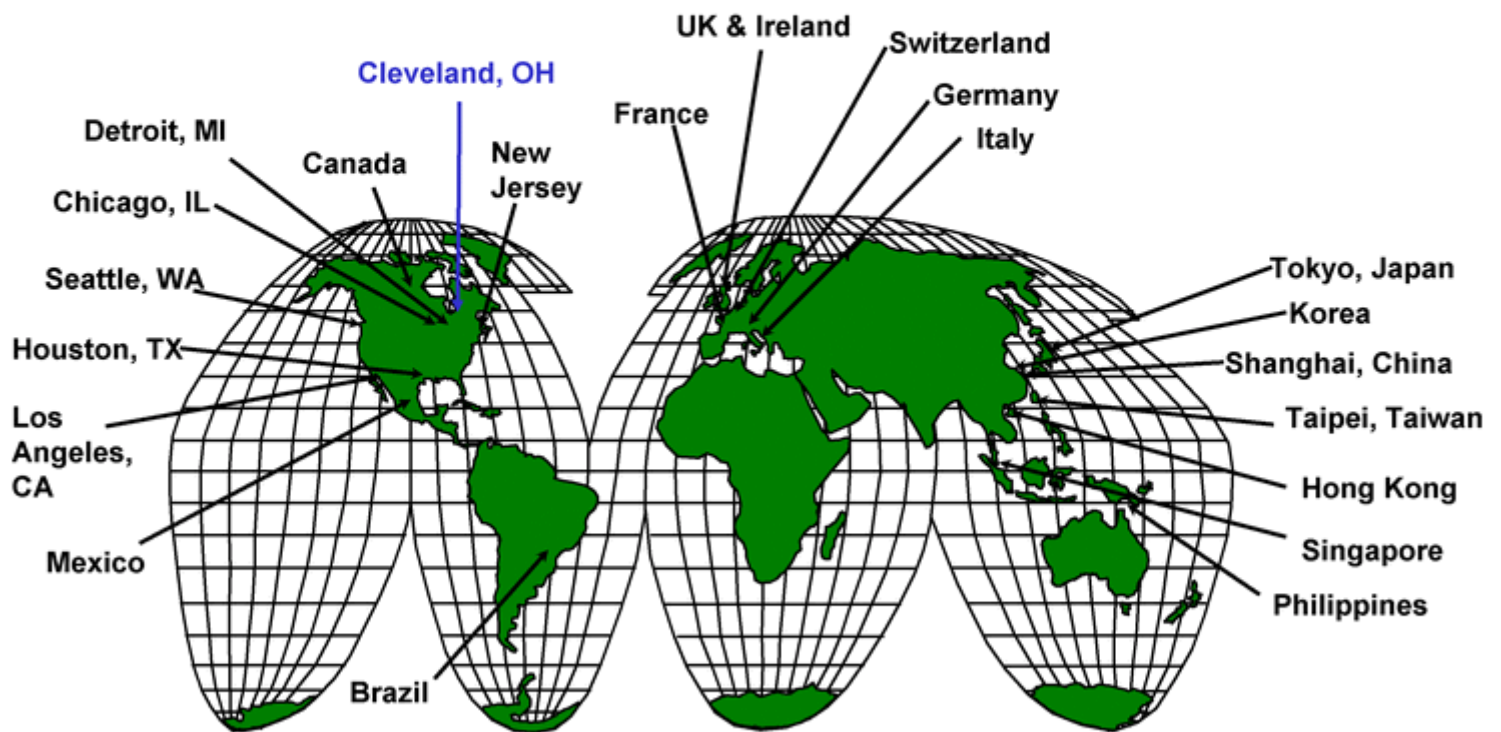 UK & Ireland
Switzerland
Cleveland, OH
Germany
France
Detroit, MI
Italy
New
Jersey
Canada
Chicago, IL
Seattle, WA
Tokyo, Japan
Korea
Houston, TX
Shanghai, China
Los
Angeles,
CA
Taipei, Taiwan
Hong Kong
Mexico
Singapore
Philippines
Brazil